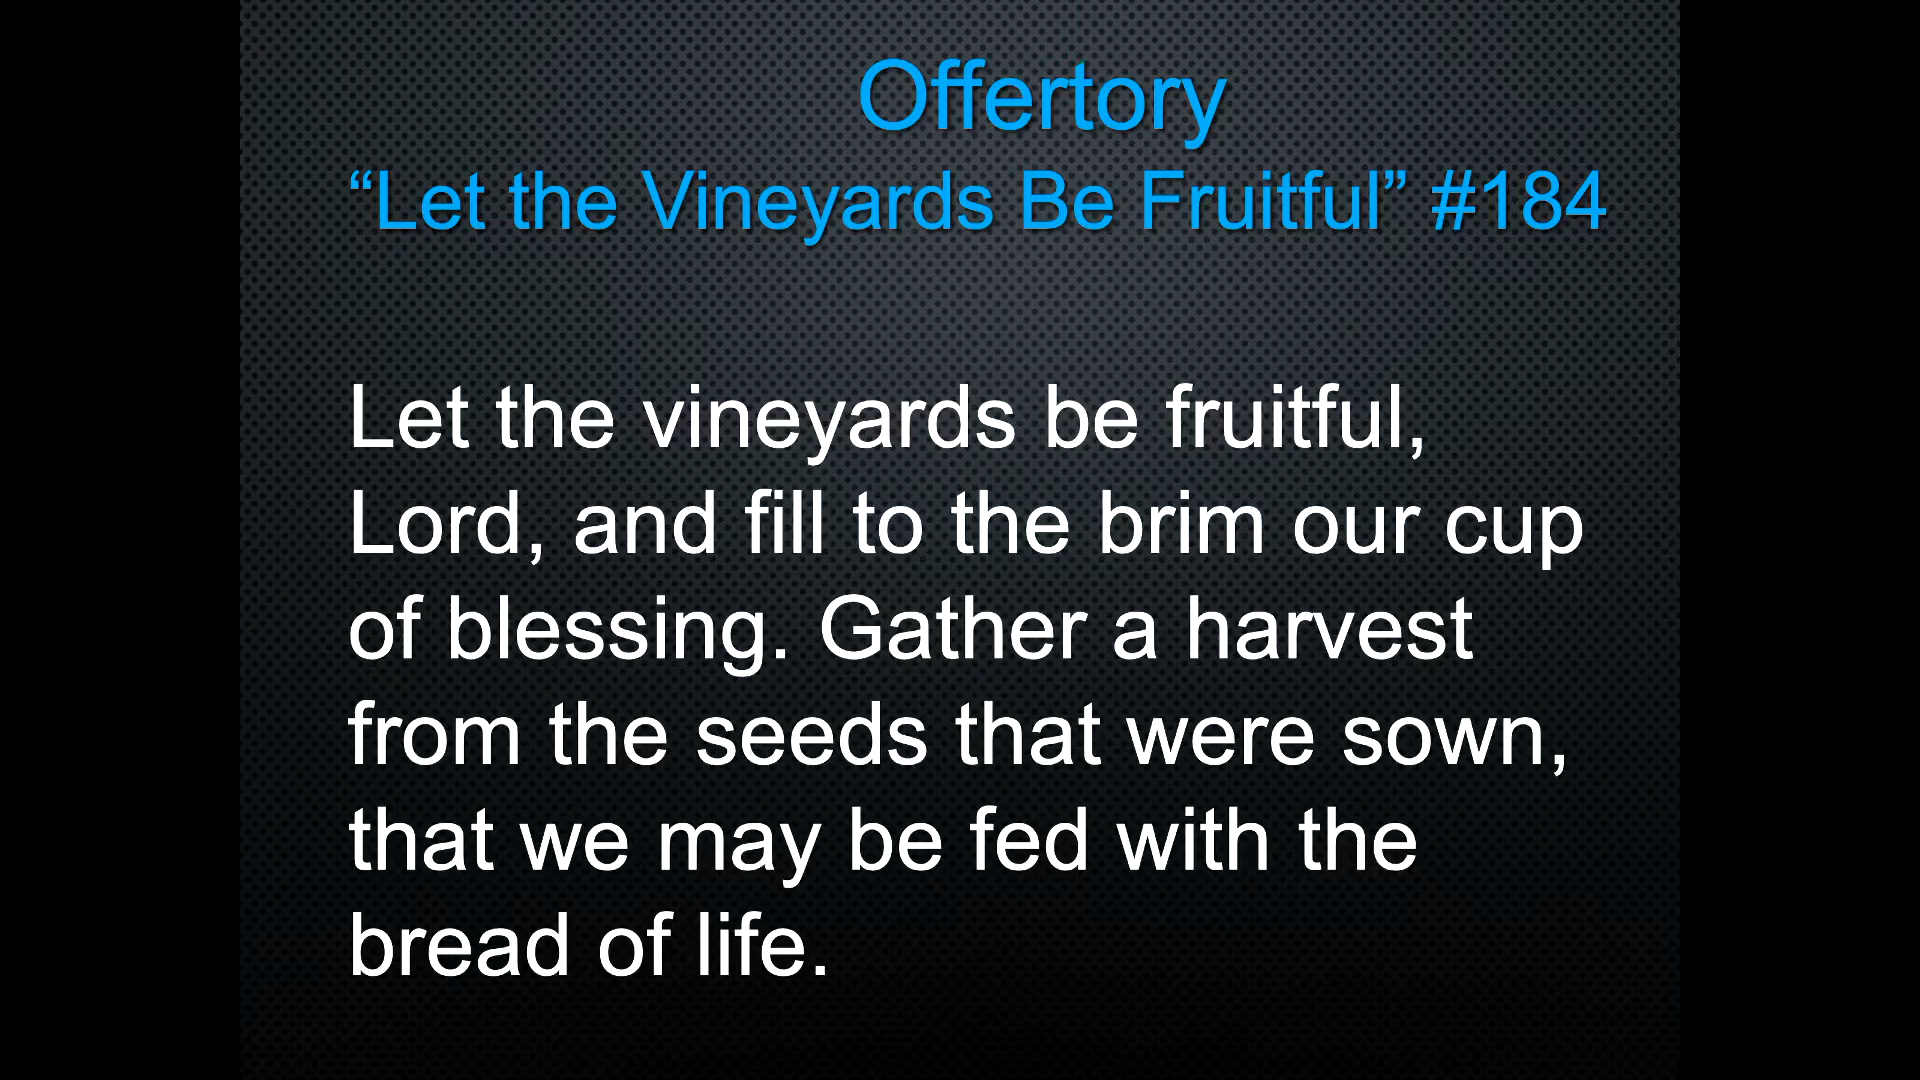 Offertory
“Let the Vineyards Be Fruitful” #184
Let the vineyards be fruitful,
Lord, and fill to the brim our cup
of blessing. Gather a harvest
from the seeds that were sown,
that we may be fed with the
bread of life.